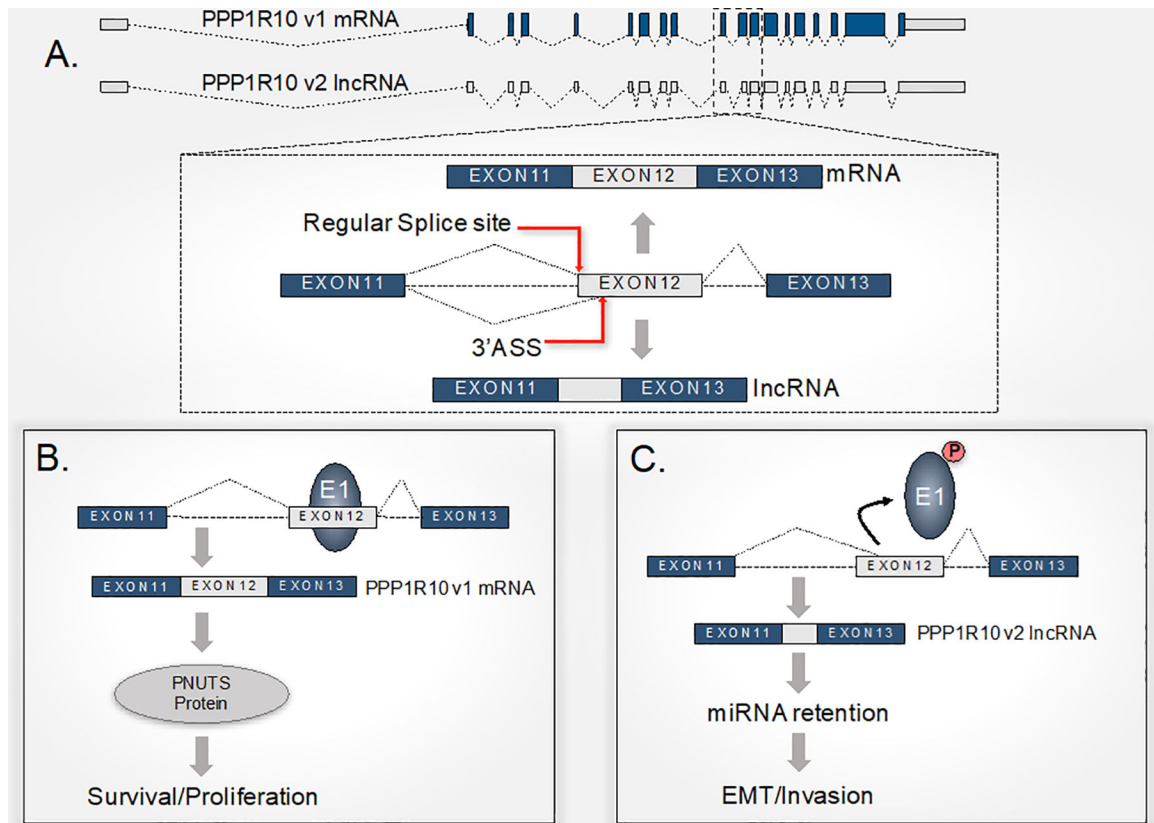 PPP1R10 v1 mRNA
A.
PPP1R10 v2 lncRNA
EXON11 EXON12 EXON13 mRNA
Regular Splice site
EXON11 EXON12 EXON13
3'ASS
EXON11 EXON13 lncRNA
B.
E1
EXON11 EXON12 EXON13
EXON11 EXON12 EXON13 PPP1R10 v1 mRNA
PNUTS
Protein
Survival/Proliferation
C.
P
E1
EXON11 EXON12 EXON13
EXON11 EXON13 PPP1R10 v2 lncRNA
miRNA retention
EMT/Invasion